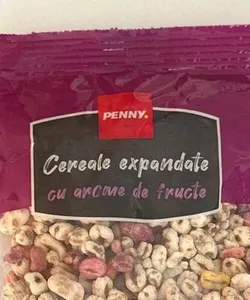 PENNY.
Cereale expandate
cu arome de fructe